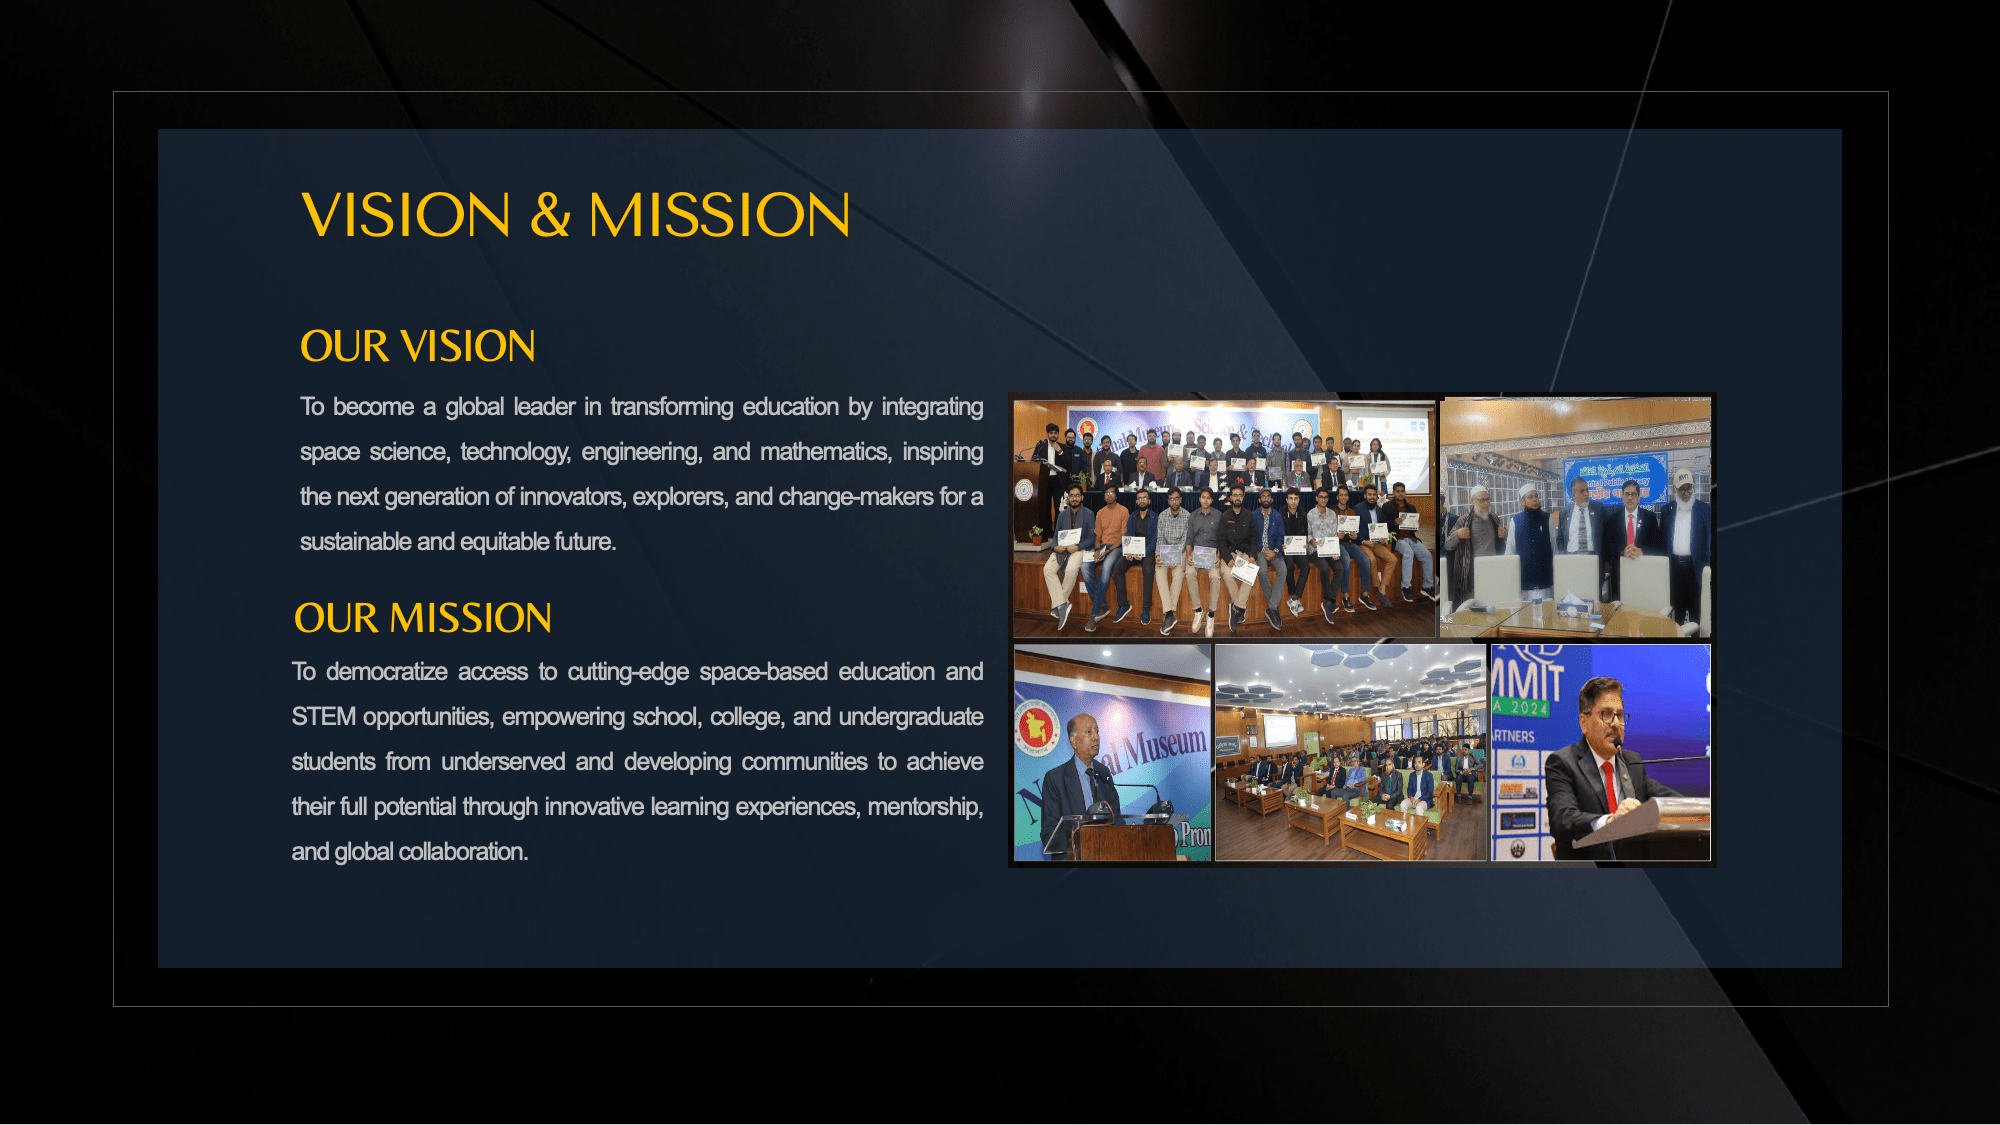 VISION & MISSION
OUR VISION
To become a global leader in transforming education by integrating
space science, technology, engineering, and mathematics, inspiring
the next generation of innovators, explorers, and change-makers for a
sustainable and equitable future.
OUR MISSION
To democratize access to cutting-edge space-based education and
STEM opportunities, empowering school, college, and undergraduate
students from underserved and developing communities to achieve
their full potential through innovative learning experiences, mentorship,
and global collaboration.
Museum
MMIT
A 2024
ARTNERS
Pron